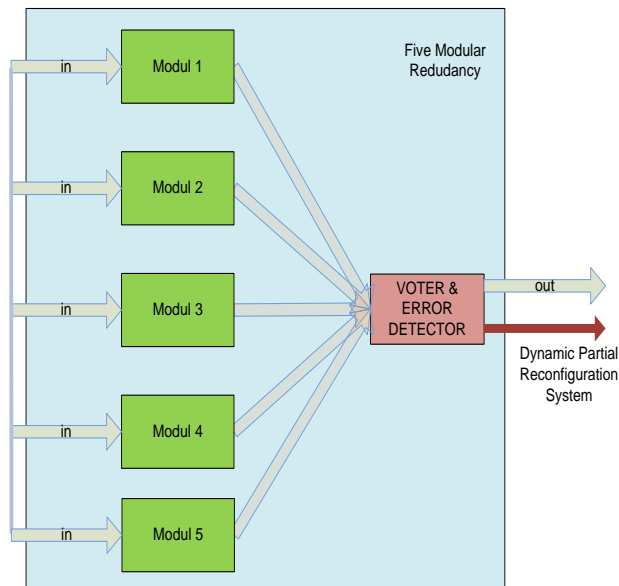 Five Modular
Redudancy
in
Modul 1
in
Modul 2
in
Modul 3
in
Modul 4
in
Modul 5
VOTER &
ERROR
DETECTOR
out
Dynamic Partial
Reconfiguration
System